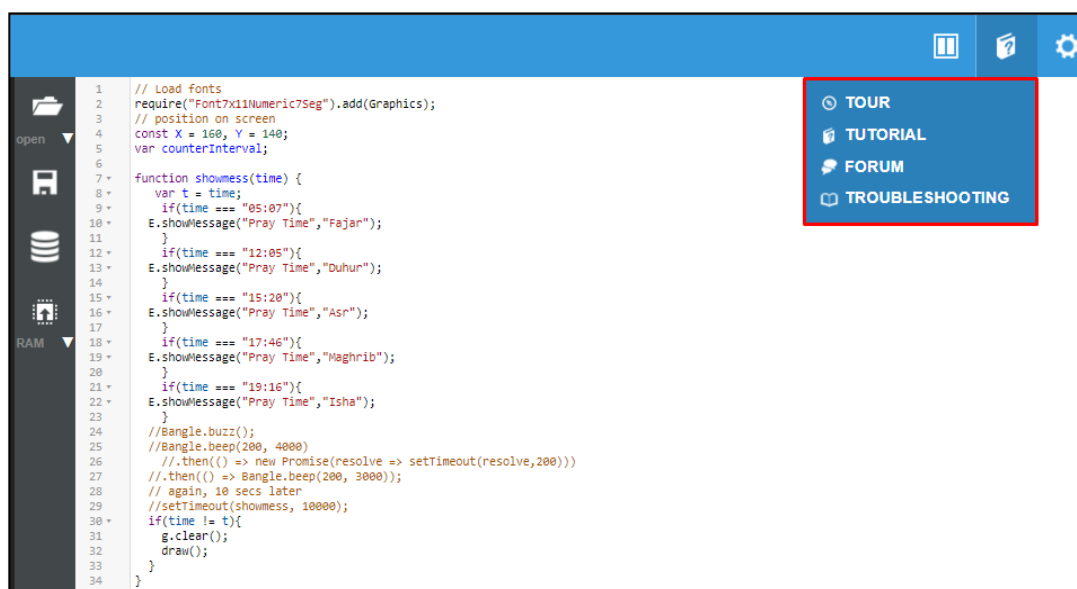 TOUR
TUTORIAL
FORUM
TROUBLESHOOTING
open
RAM
1 // Load fonts
2 require("Font7x11Numeric7Seg").add(Graphics);
3 // position on screen
4 const X = 160, Y = 140;
5 var counterInterval;
6
7 function showmess(time) {
8 var t = time;
9 if(time === "05:07"){
10 E.showMessage("Pray Time","Fajar");
11 }
12 if(time === "12:05"){
13 E.showMessage("Pray Time","Duhur");
14 }
15 if(time === "15:20"){
16 E.showMessage("Pray Time","Asr");
17 }
18 if(time === "17:46"){
19 E.showMessage("Pray Time","Maghrib");
20 }
21 if(time === "19:16"){
22 E.showMessage("Pray Time","Isha");
23 }
24 //Bangle.buzz();
25 //Bangle.beep(200, 4000)
26 //.then(() => new Promise(resolve => setTimeout(resolve,200)))
27 //.then(() => Bangle.beep(200, 3000));
28 // again, 10 secs later
29 //setTimeout(showmess, 10000);
30 if(time != t){
31 g.clear();
32 draw();
33 }
34 }